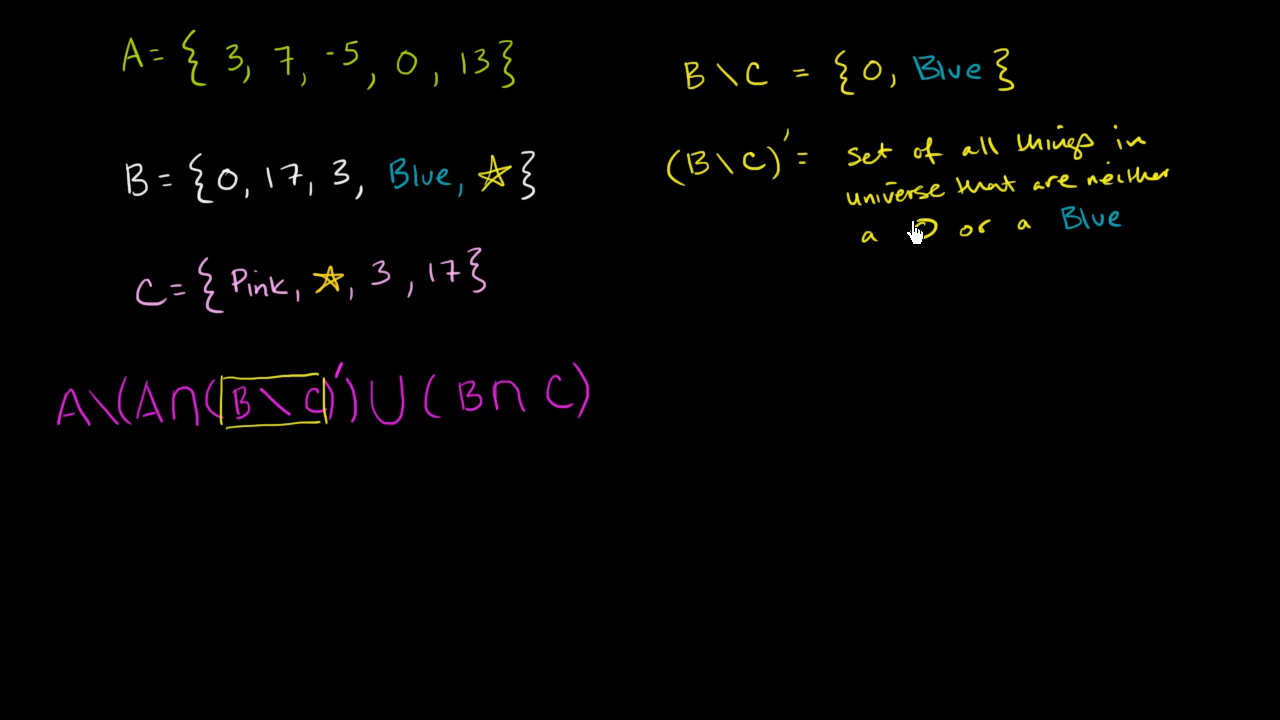 A = { 3, 7, -5, 0, 13 }
B = { 0, 17, 3, Blue, ☆ }
C = { Pink, ☆, 3, 17 }
A \ (A ∩ (B \ C)') ∪ (B ∩ C)
B \ C = { 0, Blue }
(B \ C)' = set of all things in
universe that are neither
a 0 or a Blue